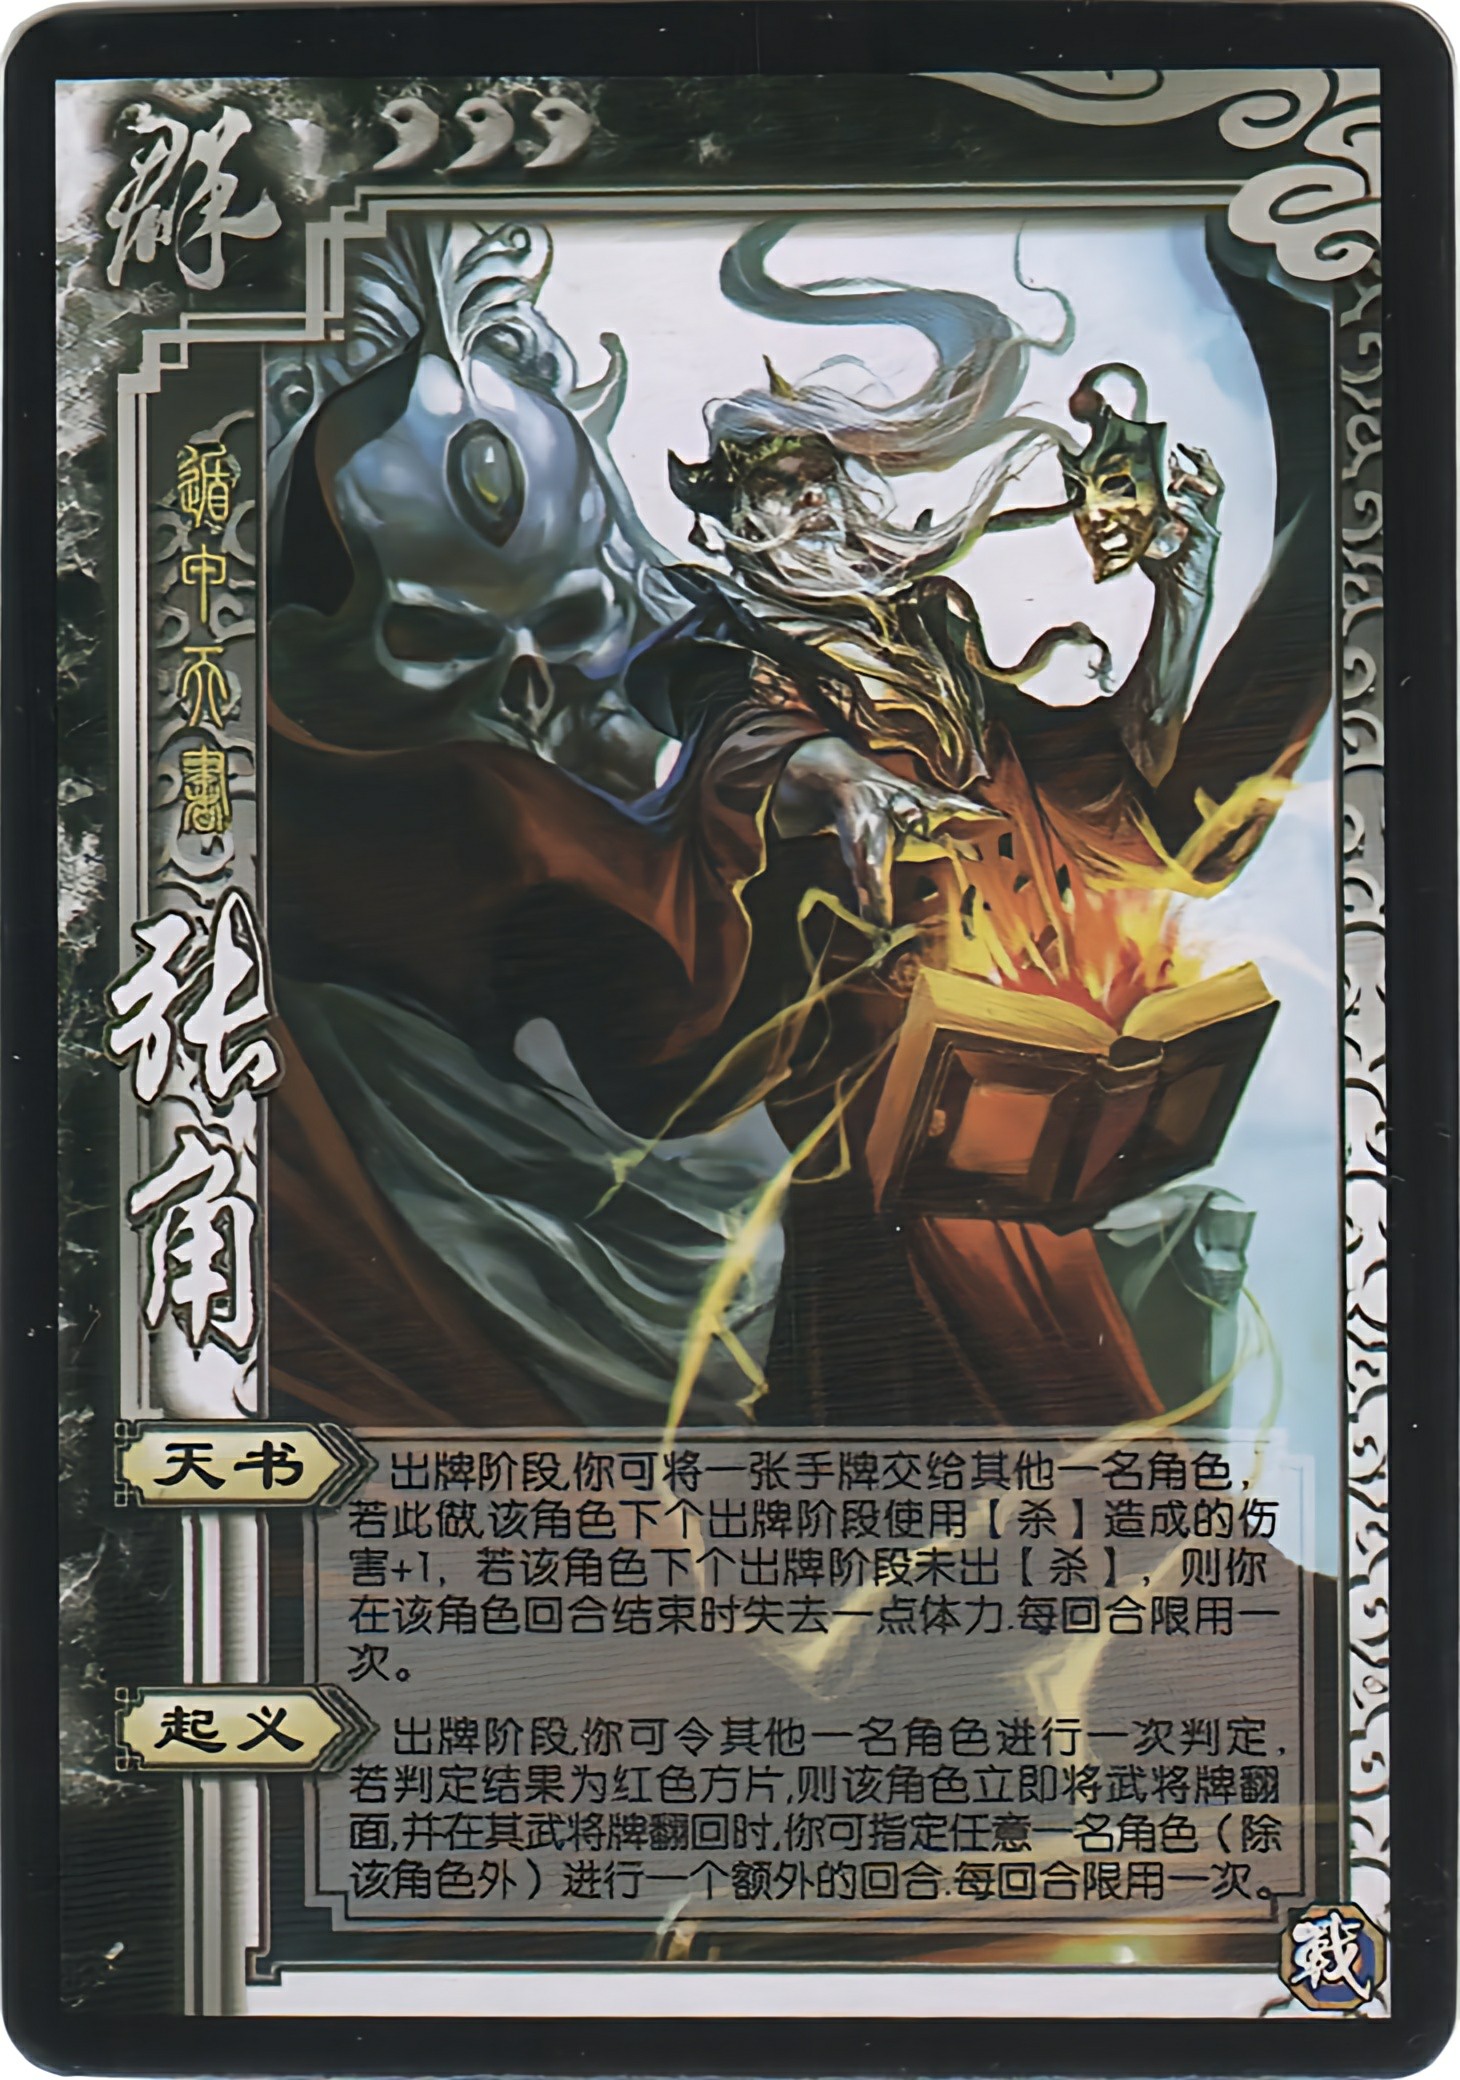 群
遁甲天書
张角
天书
出牌阶段,你可将一张手牌交给其他一名角色，
若此做,该角色下个出牌阶段使用【杀】造成的伤
害+1，若该角色下个出牌阶段未出【杀】，则你
在该角色回合结束时失去一点体力.每回合限用一
次。
起义
出牌阶段,你可令其他一名角色进行一次判定，
若判定结果为红色方片,则该角色立即将武将牌翻
面,并在其武将牌翻回时,你可指定任意一名角色（除
该角色外）进行一个额外的回合.每回合限用一次。
戰